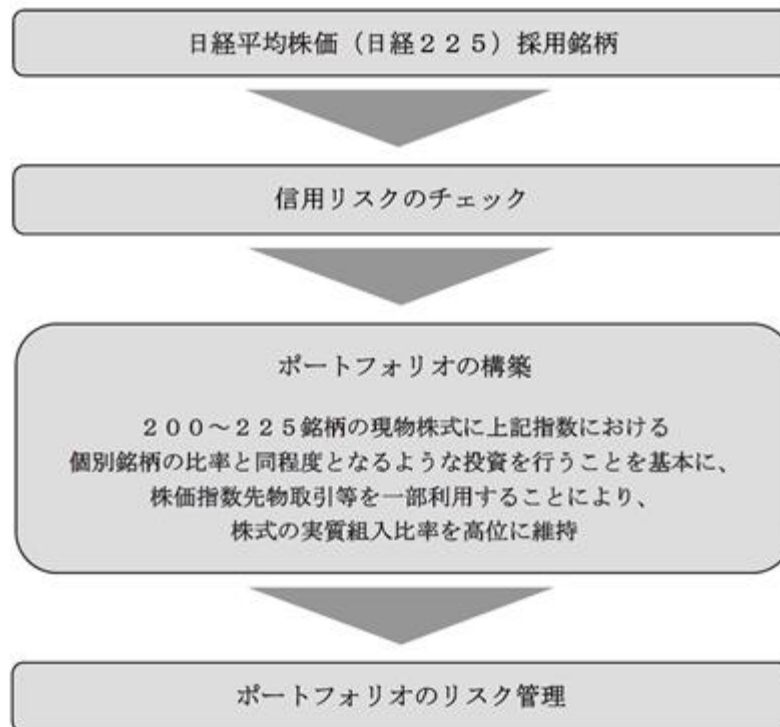 日経平均株価（日経２２５）採用銘柄
信用リスクのチェック
ポートフォリオの構築
２００～２２５銘柄の現物株式に上記指数における
個別銘柄の比率と同程度となるような投資を行うことを基本に、
株価指数先物取引等を一部利用することにより、
株式の実質組入比率を高位に維持
ポートフォリオのリスク管理